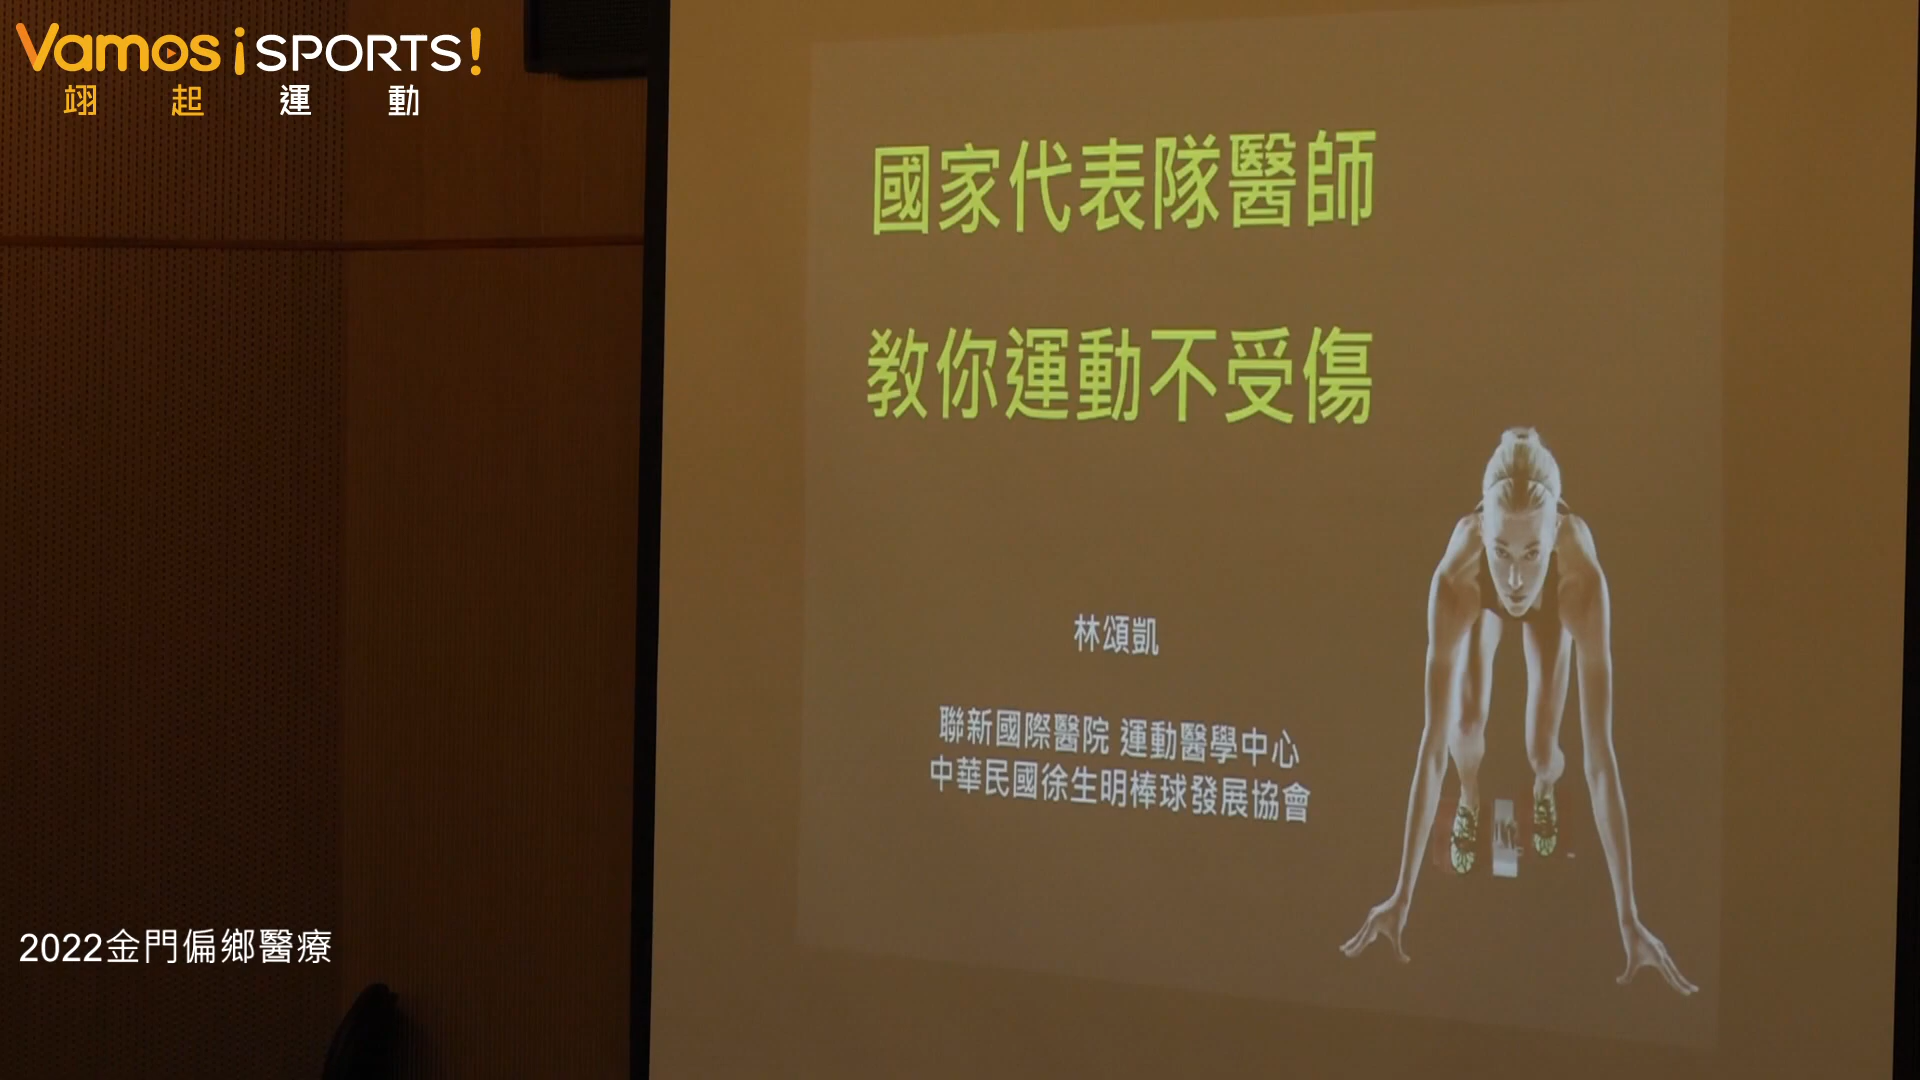 Vamos iSPORTS!
翊起運動
國家代表隊醫師
教你運動不受傷
林頌凱
聯新國際醫院 運動醫學中心
中華民國徐生明棒球發展協會
2022金門偏鄉醫療